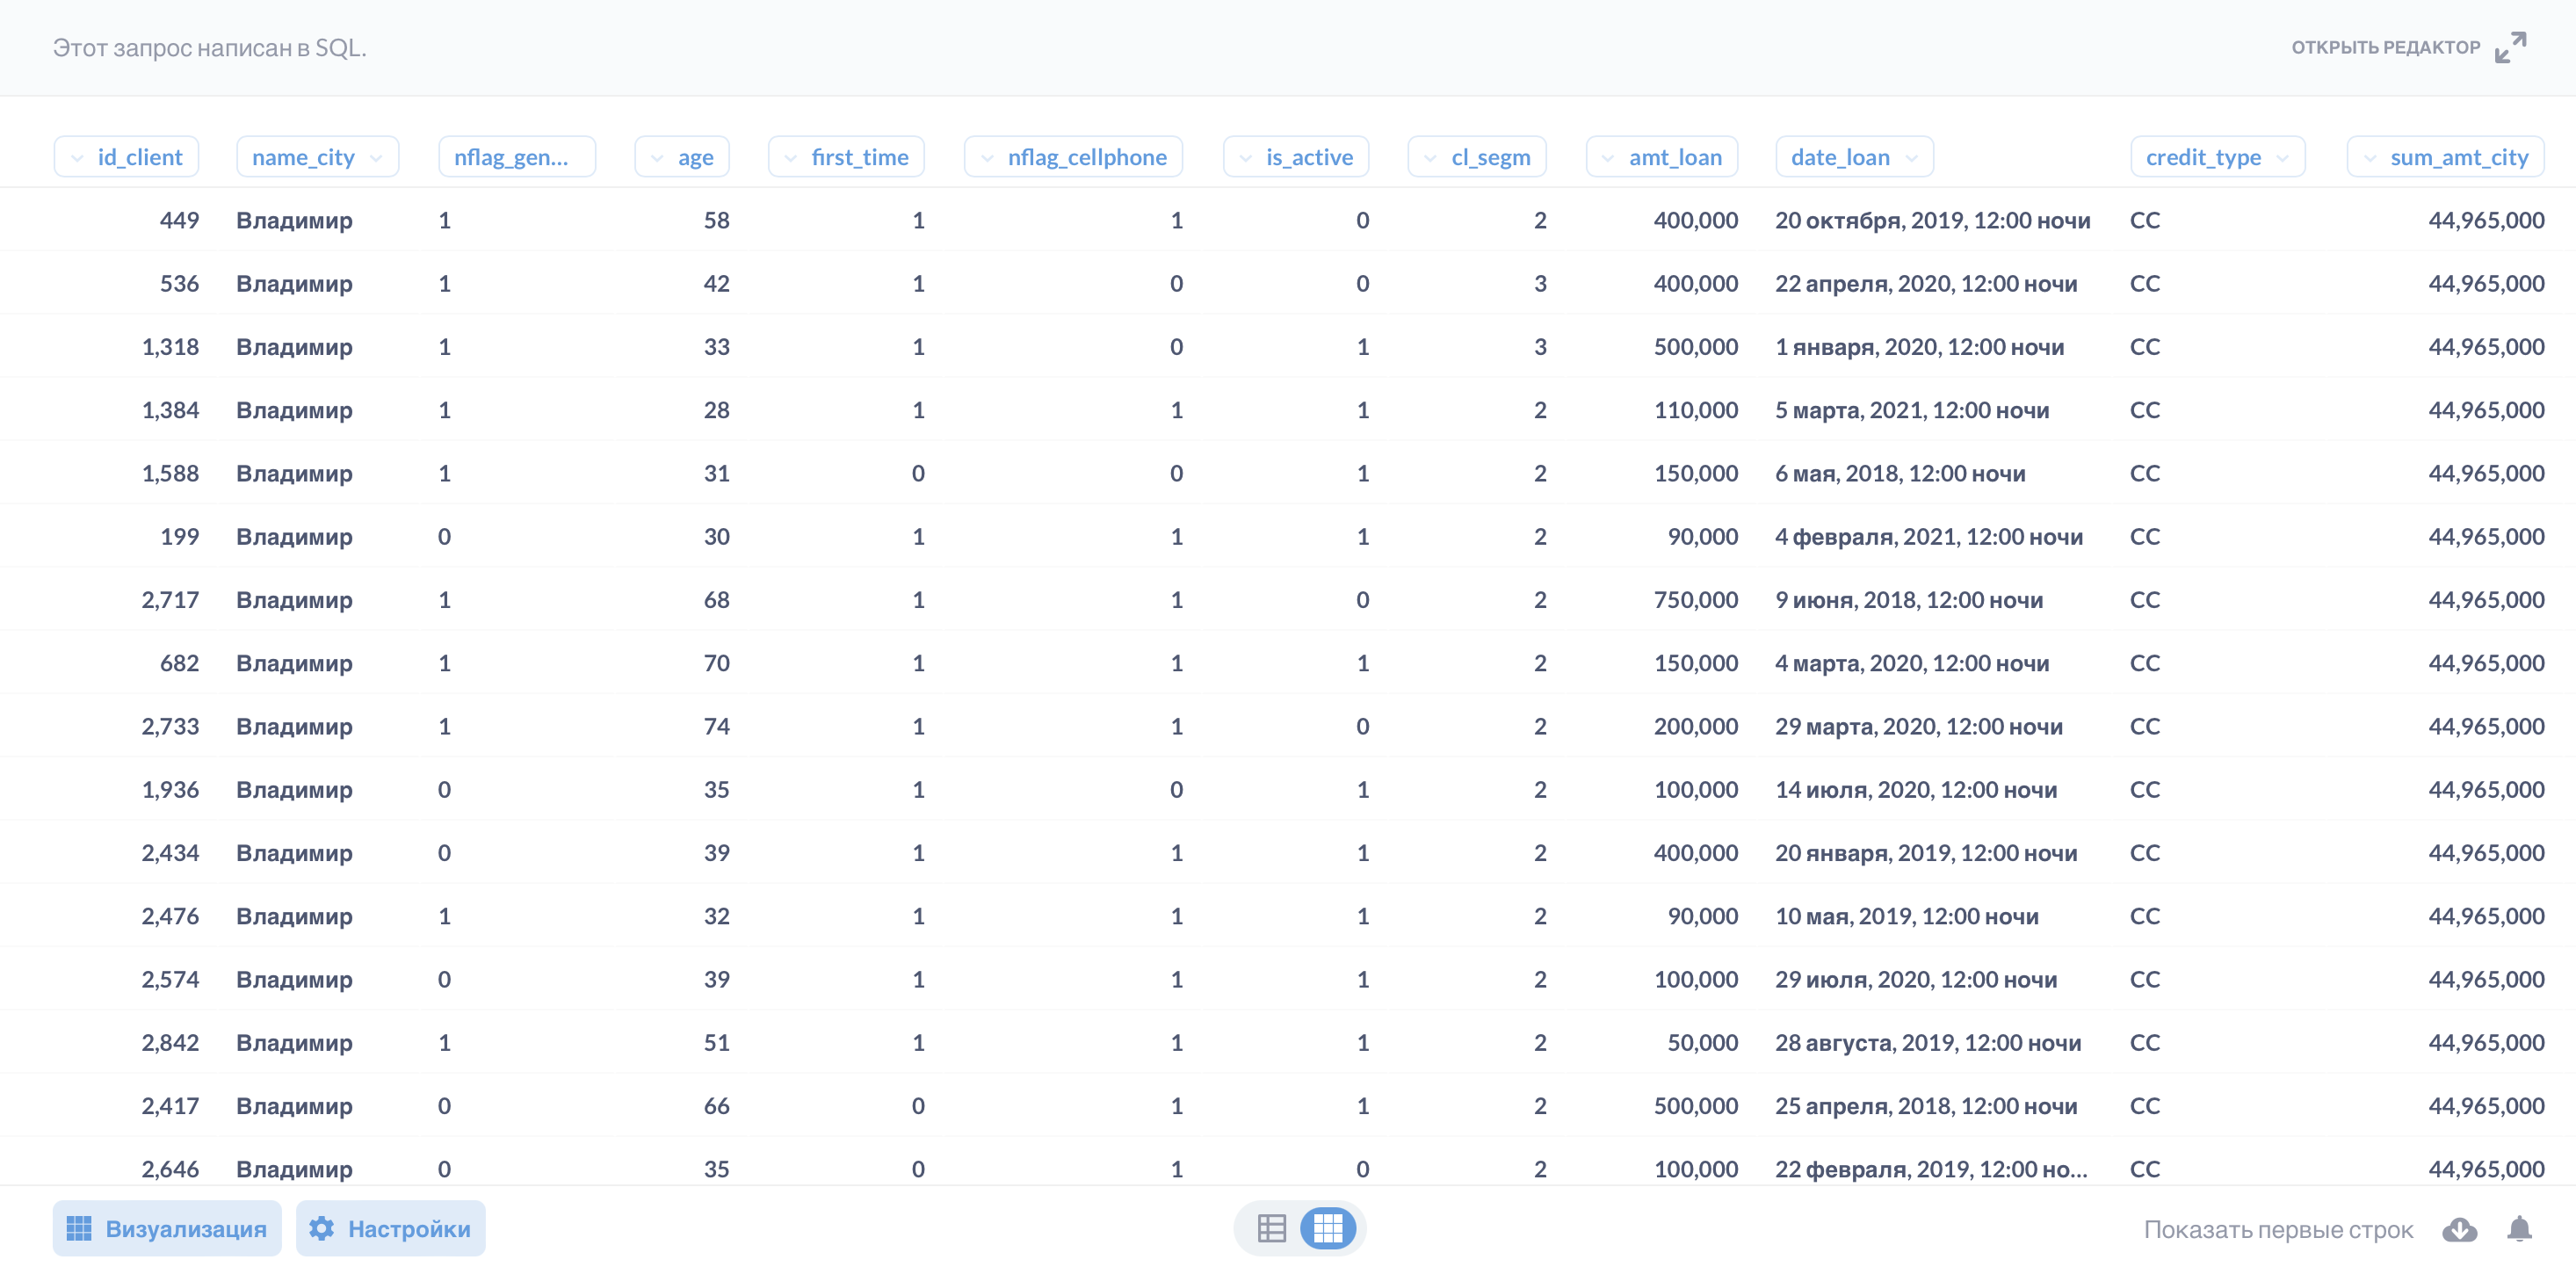 Этот запрос написан в SQL.
ОТКРЫТЬ РЕДАКТОР
id_client name_city nflag_gen... age first_time nflag_cellphone is_active cl_segm amt_loan date_loan credit_type sum_amt_city
449 Владимир 1 58 1 1 0 2 400,000 20 октября, 2019, 12:00 ночи CC 44,965,000
536 Владимир 1 42 1 0 0 3 400,000 22 апреля, 2020, 12:00 ночи CC 44,965,000
1,318 Владимир 1 33 1 0 1 3 500,000 1 января, 2020, 12:00 ночи CC 44,965,000
1,384 Владимир 1 28 1 1 1 2 110,000 5 марта, 2021, 12:00 ночи CC 44,965,000
1,588 Владимир 1 31 0 0 1 2 150,000 6 мая, 2018, 12:00 ночи CC 44,965,000
199 Владимир 0 30 1 1 1 2 90,000 4 февраля, 2021, 12:00 ночи CC 44,965,000
2,717 Владимир 1 68 1 1 0 2 750,000 9 июня, 2018, 12:00 ночи CC 44,965,000
682 Владимир 1 70 1 1 1 2 150,000 4 марта, 2020, 12:00 ночи CC 44,965,000
2,733 Владимир 1 74 1 1 0 2 200,000 29 марта, 2020, 12:00 ночи CC 44,965,000
1,936 Владимир 0 35 1 0 1 2 100,000 14 июля, 2020, 12:00 ночи CC 44,965,000
2,434 Владимир 0 39 1 1 1 2 400,000 20 января, 2019, 12:00 ночи CC 44,965,000
2,476 Владимир 1 32 1 1 1 2 90,000 10 мая, 2019, 12:00 ночи CC 44,965,000
2,574 Владимир 0 39 1 1 1 2 100,000 29 июля, 2020, 12:00 ночи CC 44,965,000
2,842 Владимир 1 51 1 1 1 2 50,000 28 августа, 2019, 12:00 ночи CC 44,965,000
2,417 Владимир 0 66 0 1 1 2 500,000 25 апреля, 2018, 12:00 ночи CC 44,965,000
2,646 Владимир 0 35 0 1 0 2 100,000 22 февраля, 2019, 12:00 но... CC 44,965,000
Визуализация Настройки Показать первые строк